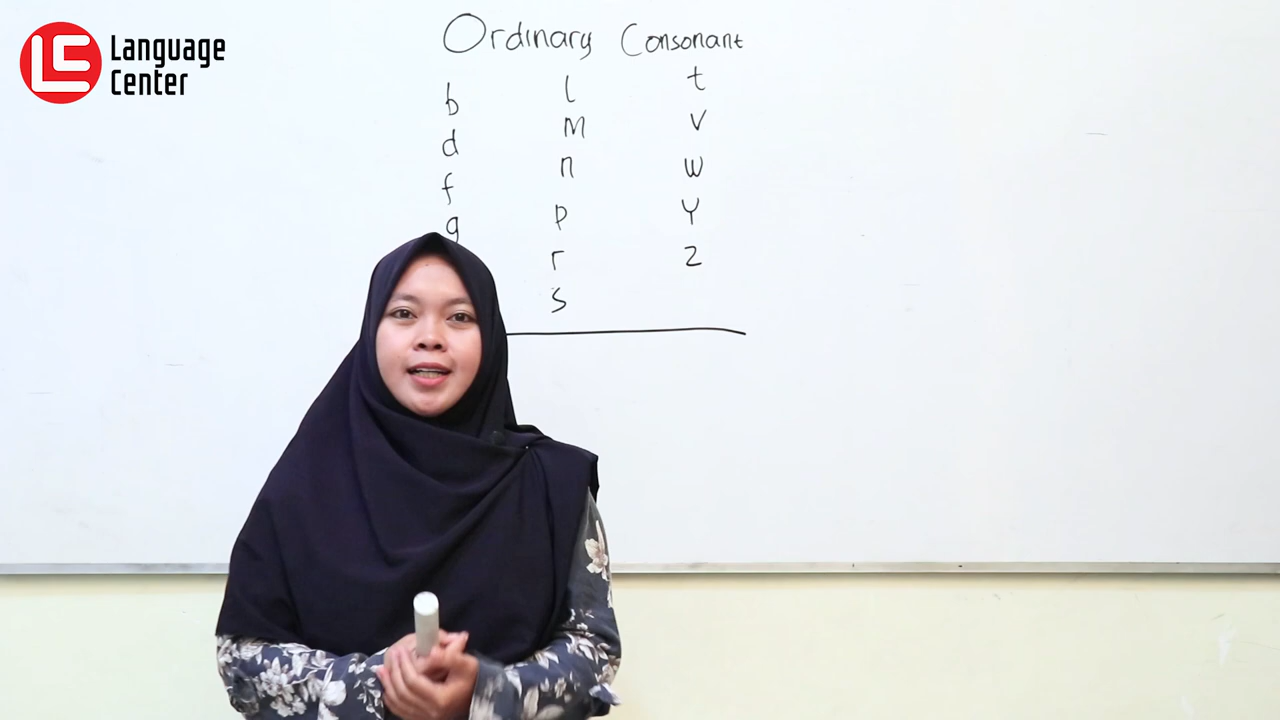 Language
Center
Ordinary Consonant
b l t
d M V
f n W
g p Y
r z
s